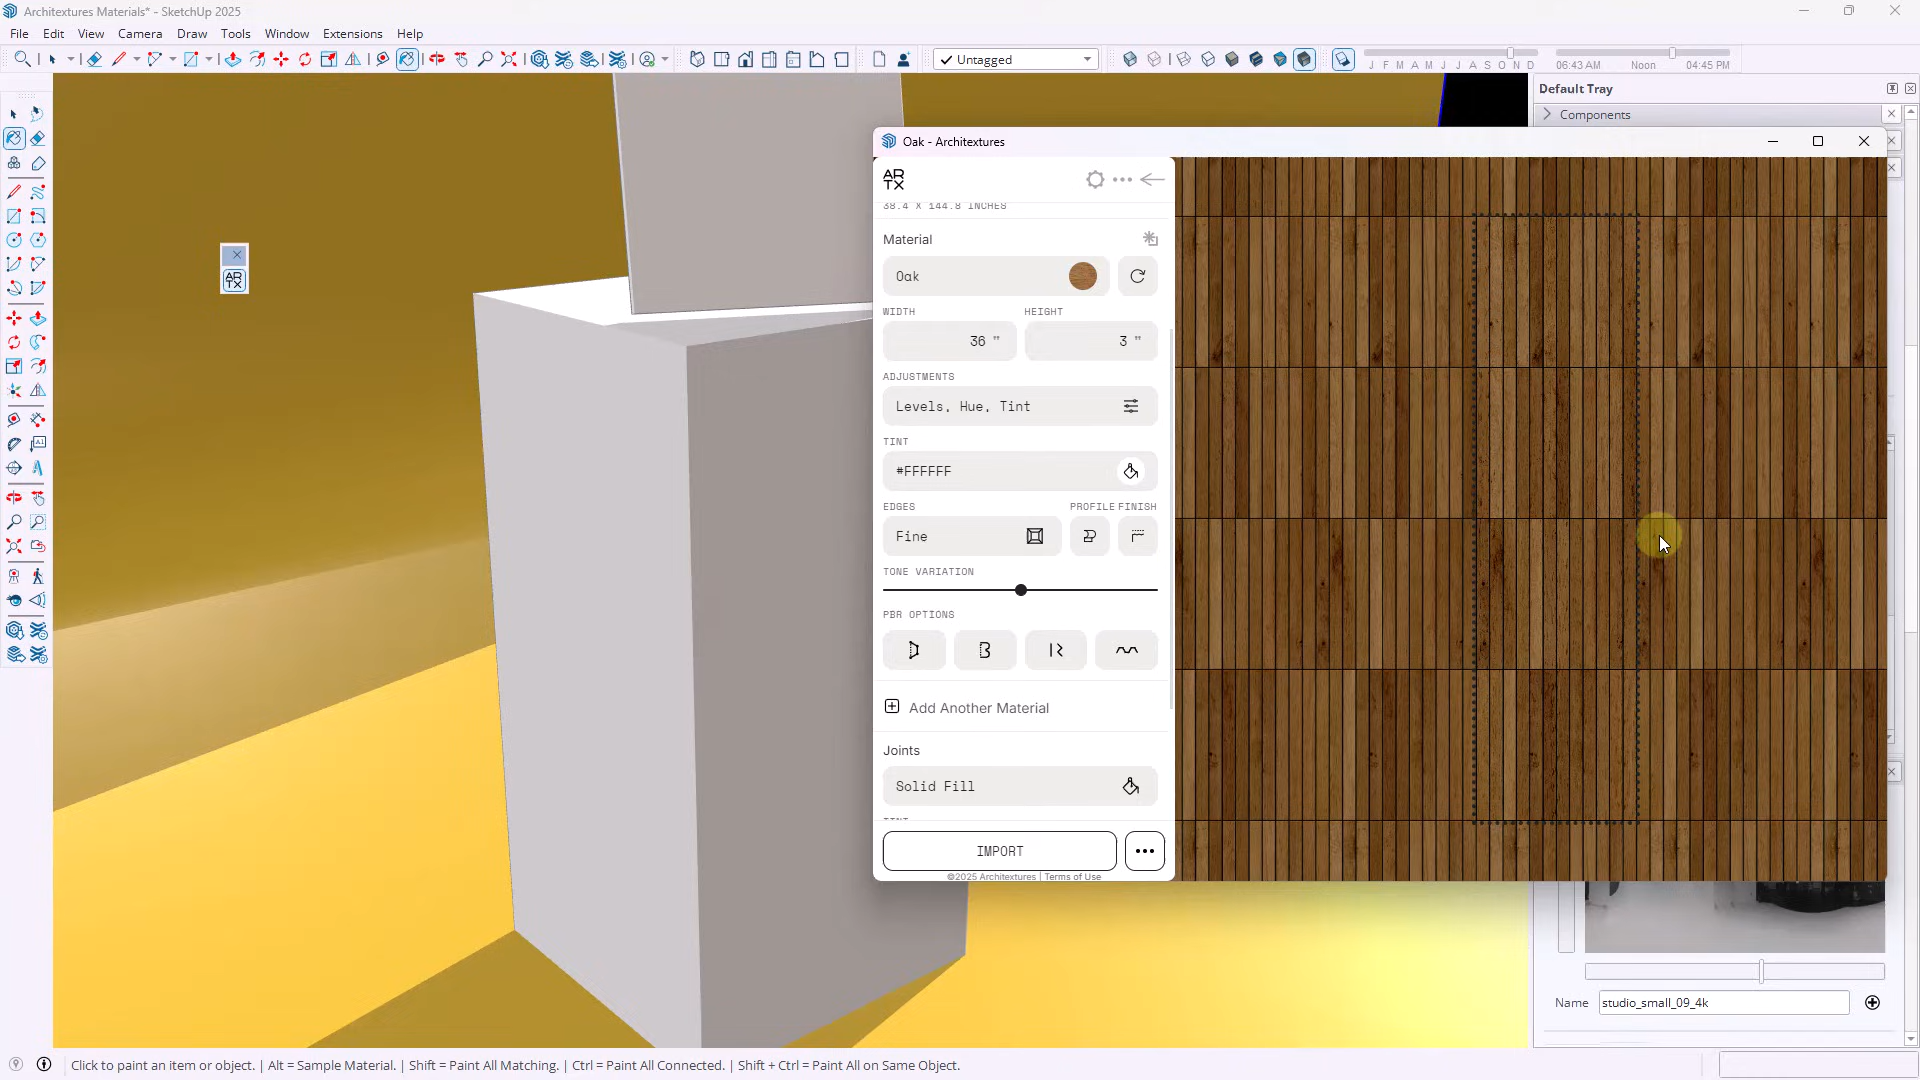 Architextures Materials* - SketchUp 2025
File Edit View Camera Draw Tools Window Extensions Help
Untagged
J F M A M J J A S O N D
06:43 AM Noon 04:45 PM
Default Tray
Components
Oak - Architextures
AR
TX
38.4 X 144.8 INCHES
Material
Oak
WIDTH HEIGHT
36 " 3 "
ADJUSTMENTS
Levels, Hue, Tint
TINT
#FFFFFF
EDGES PROFILE FINISH
Fine
TONE VARIATION
PBR OPTIONS
Add Another Material
Joints
Solid Fill
IMPORT
©2025 Architextures | Terms of Use
AR
TX
Name studio_small_09_4k
Click to paint an item or object. | Alt = Sample Material. | Shift = Paint All Matching. | Ctrl = Paint All Connected. | Shift + Ctrl = Paint All on Same Object.